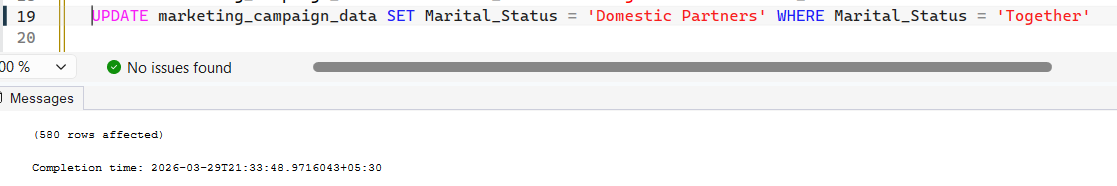 19 UPDATE marketing_campaign_data SET Marital_Status = 'Domestic Partners' WHERE Marital_Status = 'Together'
20
00 % No issues found
Messages
(580 rows affected)
Completion time: 2026-03-29T21:33:48.9716043+05:30